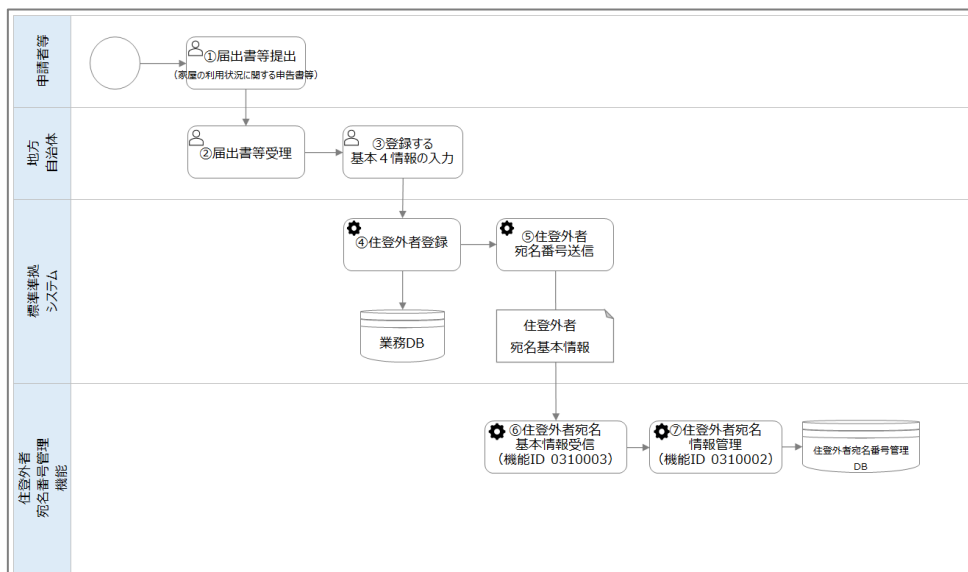 申請者等
①届出書等提出
（家屋の利用状況に関する申告書等）
地方
自治体
②届出書等受理
③登録する
基本４情報の入力
標準準拠
システム
④住登外者登録
⑤住登外者
宛名番号送信
業務DB
住登外者
宛名基本情報
住登外者
宛名番号管理
機能
⑥住登外者宛名
基本情報受信
（機能ID 0310003）
⑦住登外者宛名
情報管理
（機能ID 0310002）
住登外者宛名番号管理
DB